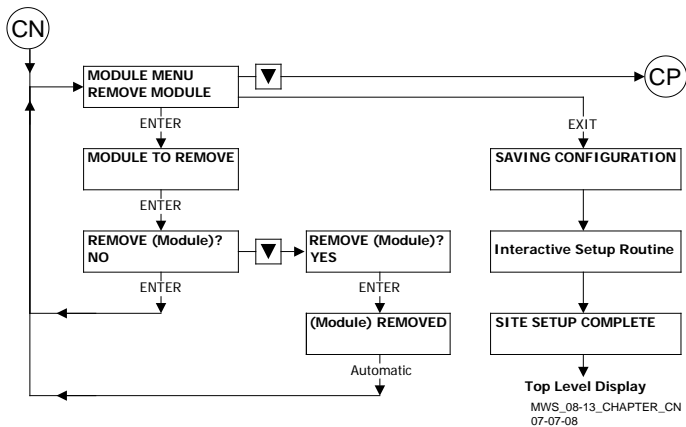 CN
MODULE MENU
REMOVE MODULE
▼
CP
ENTER
EXIT
MODULE TO REMOVE
SAVING CONFIGURATION
ENTER
REMOVE (Module)?
NO
▼
REMOVE (Module)?
YES
Interactive Setup Routine
ENTER
ENTER
(Module) REMOVED
SITE SETUP COMPLETE
Automatic
Top Level Display
MWS_08-13_CHAPTER_CN
07-07-08